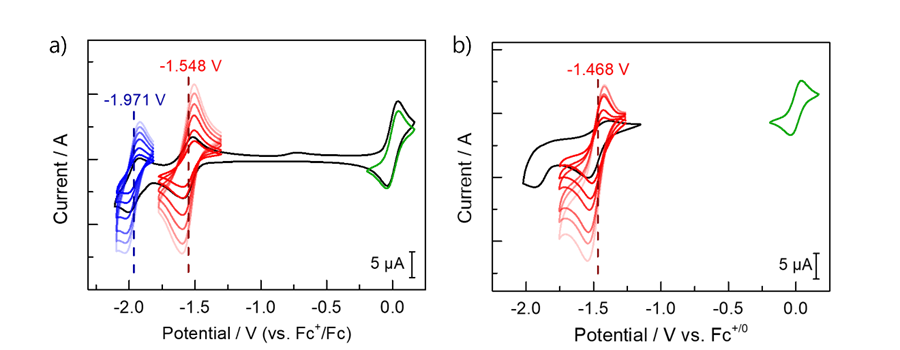 a)
-1.548 V
-1.971 V
Current / A
5 µA
-2.0 -1.5 -1.0 -0.5 0.0
Potential / V (vs. Fc⁺/Fc)
b)
-1.468 V
Current / A
5 µA
-2.0 -1.5 -1.0 -0.5 0.0
Potential / V vs. Fc⁺ᐟ⁰